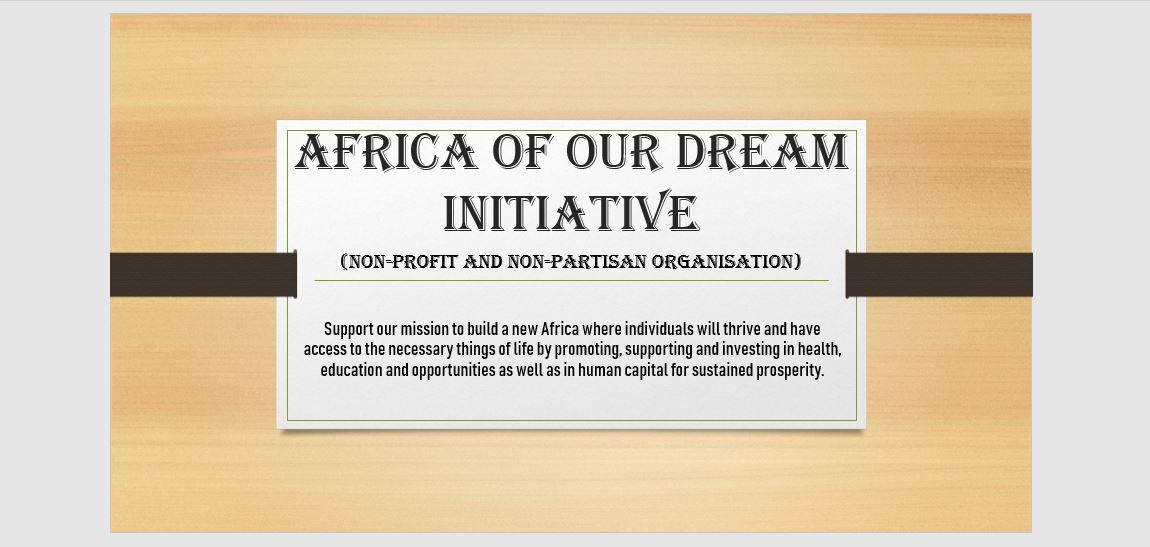 AFRICA OF OUR DREAM
INITIATIVE
(NON-PROFIT AND NON-PARTISAN ORGANISATION)
Support our mission to build a new Africa where individuals will thrive and have
access to the necessary things of life by promoting, supporting and investing in health,
education and opportunities as well as in human capital for sustained prosperity.